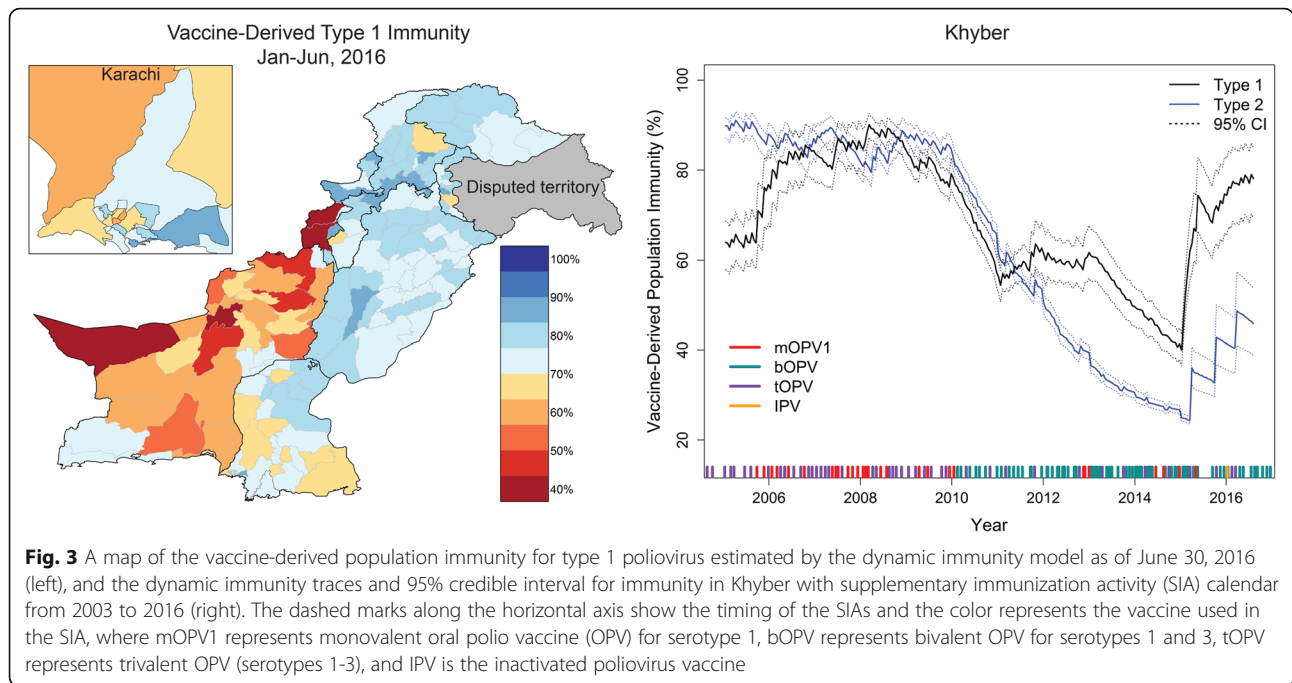 Vaccine-Derived Type 1 Immunity
Jan-Jun, 2016
Karachi
Disputed territory
100%
90%
80%
70%
60%
50%
40%
Khyber
Vaccine-Derived Population Immunity (%)
100
80
60
40
20
Type 1
Type 2
95% CI
mOPV1
bOPV
tOPV
IPV
2006
2008
2010
2012
2014
2016
Year
Fig. 3 A map of the vaccine-derived population immunity for type 1 poliovirus estimated by the dynamic immunity model as of June 30, 2016
(left), and the dynamic immunity traces and 95% credible interval for immunity in Khyber with supplementary immunization activity (SIA) calendar
from 2003 to 2016 (right). The dashed marks along the horizontal axis show the timing of the SIAs and the color represents the vaccine used in
the SIA, where mOPV1 represents monovalent oral polio vaccine (OPV) for serotype 1, bOPV represents bivalent OPV for serotypes 1 and 3, tOPV
represents trivalent OPV (serotypes 1-3), and IPV is the inactivated poliovirus vaccine